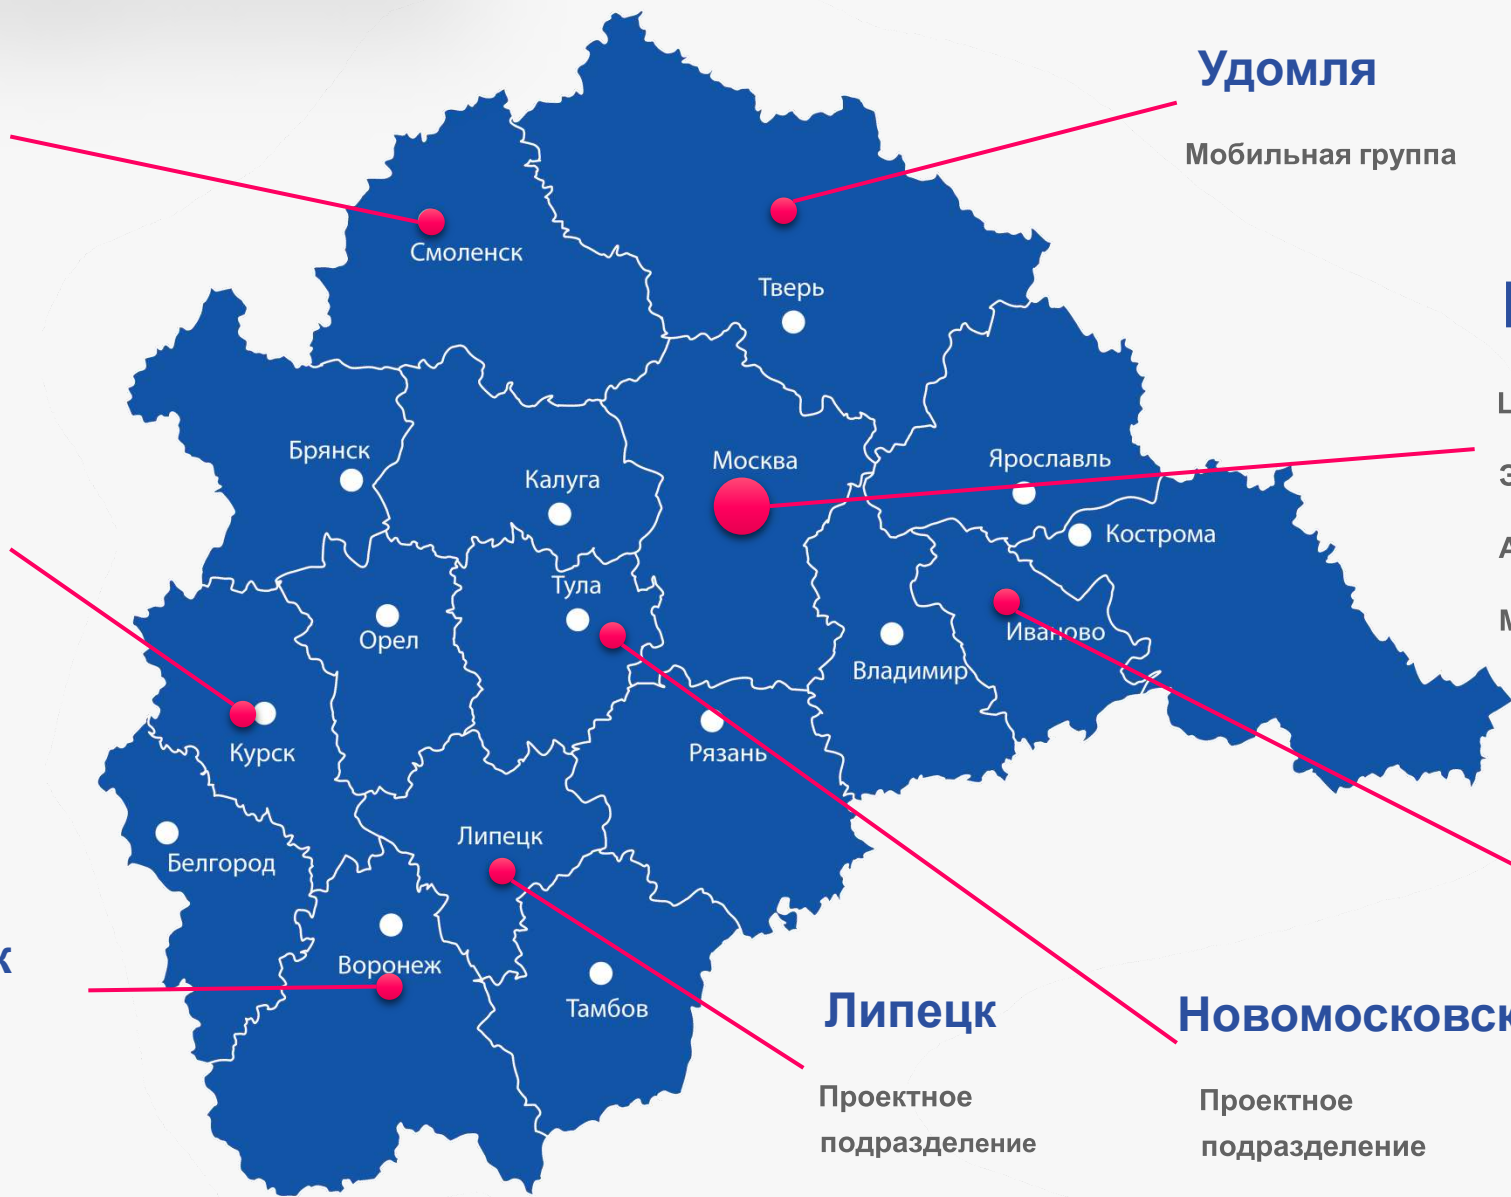 Удомля
Мобильная группа
Смоленск
Тверь
Брянск
Калуга
Москва
Ярославль
Кострома
Тула
Орел
Иваново
Владимир
Курск
Рязань
Липецк
Белгород
Воронеж
Тамбов
Липецк
Проектное
подразделение
Новомосковск
Проектное
подразделение